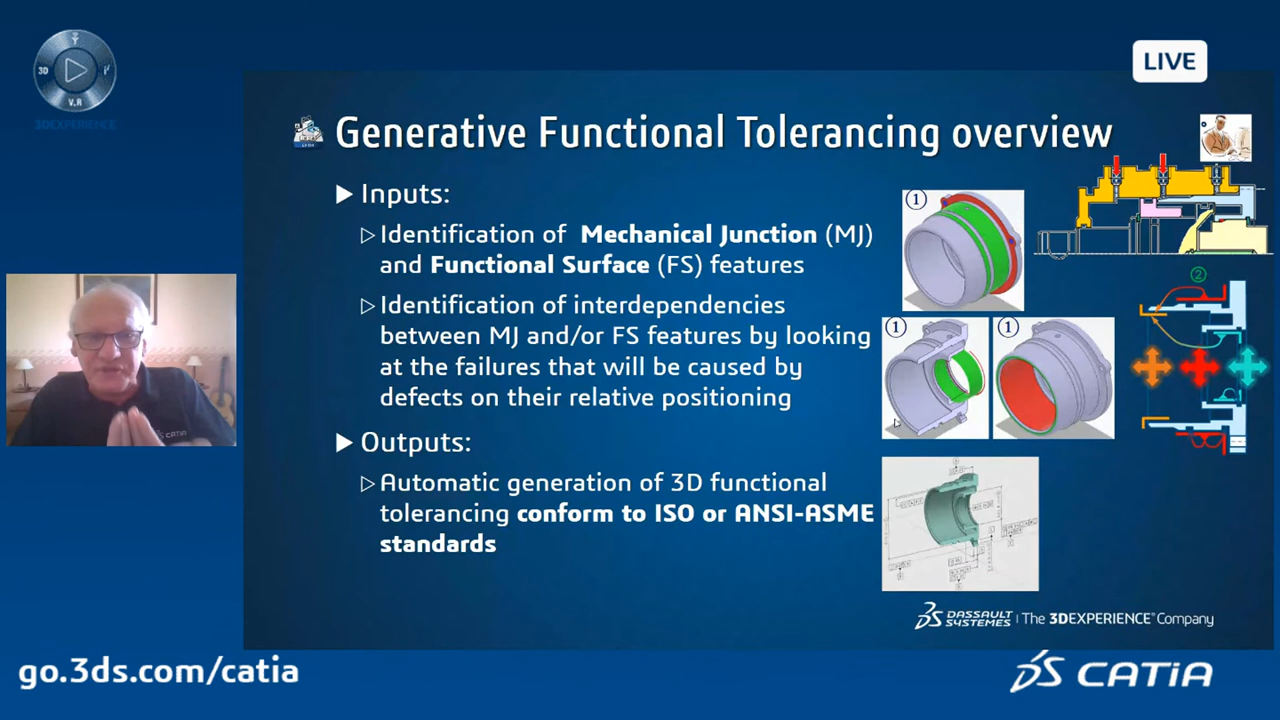 3D
V,R
3DEXPERIENCE
LIVE
Generative Functional Tolerancing overview
Inputs:
Identification of Mechanical Junction (MJ)
and Functional Surface (FS) features
Identification of interdependencies
between MJ and/or FS features by looking
at the failures that will be caused by
defects on their relative positioning
Outputs:
Automatic generation of 3D functional
tolerancing conform to ISO or ANSI-ASME
standards
1
1
1
2
CATIA
DASSAULT
SYSTEMES | The 3DEXPERIENCE® Company
go.3ds.com/catia
CATIA